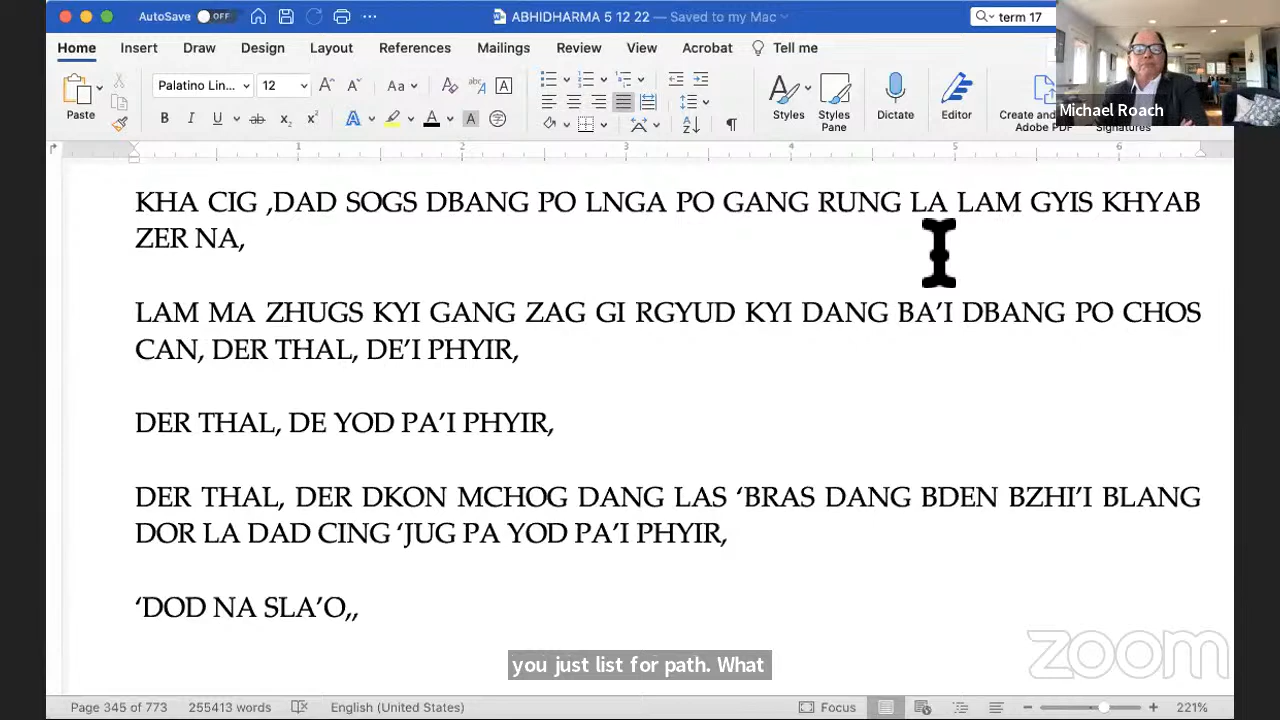 AutoSave OFF ABHIDHARMA 5 12 22 — Saved to my Mac term 17
Home Insert Draw Design Layout References Mailings Review View Acrobat Tell me
Paste Palatino Lin... 12 Styles Styles Pane Dictate Editor Create and Adobe PDF Signatures
Michael Roach
1 2 3 4 5 6
KHA CIG ,DAD SOGS DBANG PO LNGA PO GANG RUNG LA LAM GYIS KHYAB
ZER NA,
LAM MA ZHUGS KYI GANG ZAG GI RGYUD KYI DANG BA’I DBANG PO CHOS
CAN, DER THAL, DE’I PHYIR,
DER THAL, DE YOD PA’I PHYIR,
DER THAL, DER DKON MCHOG DANG LAS ‘BRAS DANG BDEN BZHI’I BLANG
DOR LA DAD CING ‘JUG PA YOD PA’I PHYIR,
‘DOD NA SLA’O,,
you just list for path. What
zoom
Page 345 of 773 255413 words English (United States) Focus 221%